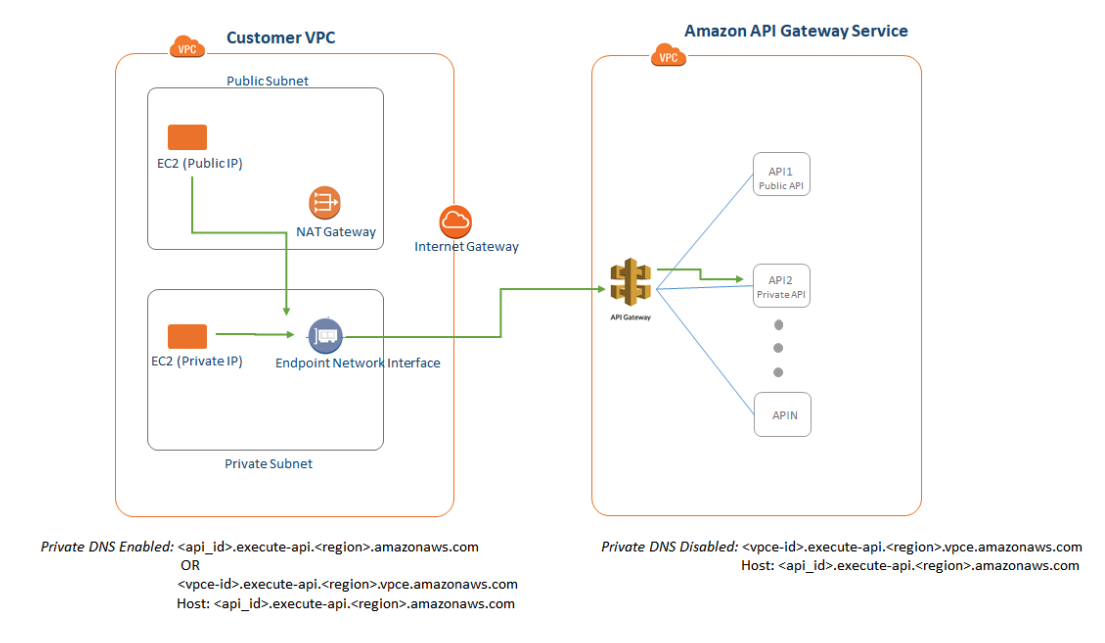 Customer VPC
VPC
Public Subnet
EC2 (Public IP)
NAT Gateway
Internet Gateway
EC2 (Private IP)
Endpoint Network Interface
Private Subnet
Amazon API Gateway Service
VPC
API1
Public API
API Gateway
API2
Private API
APIN
Private DNS Enabled: <api_id>.execute-api.<region>.amazonaws.com
OR
<vpce-id>.execute-api.<region>.vpce.amazonaws.com
Host: <api_id>.execute-api.<region>.amazonaws.com
Private DNS Disabled: <vpce-id>.execute-api.<region>.vpce.amazonaws.com
Host: <api_id>.execute-api.<region>.amazonaws.com